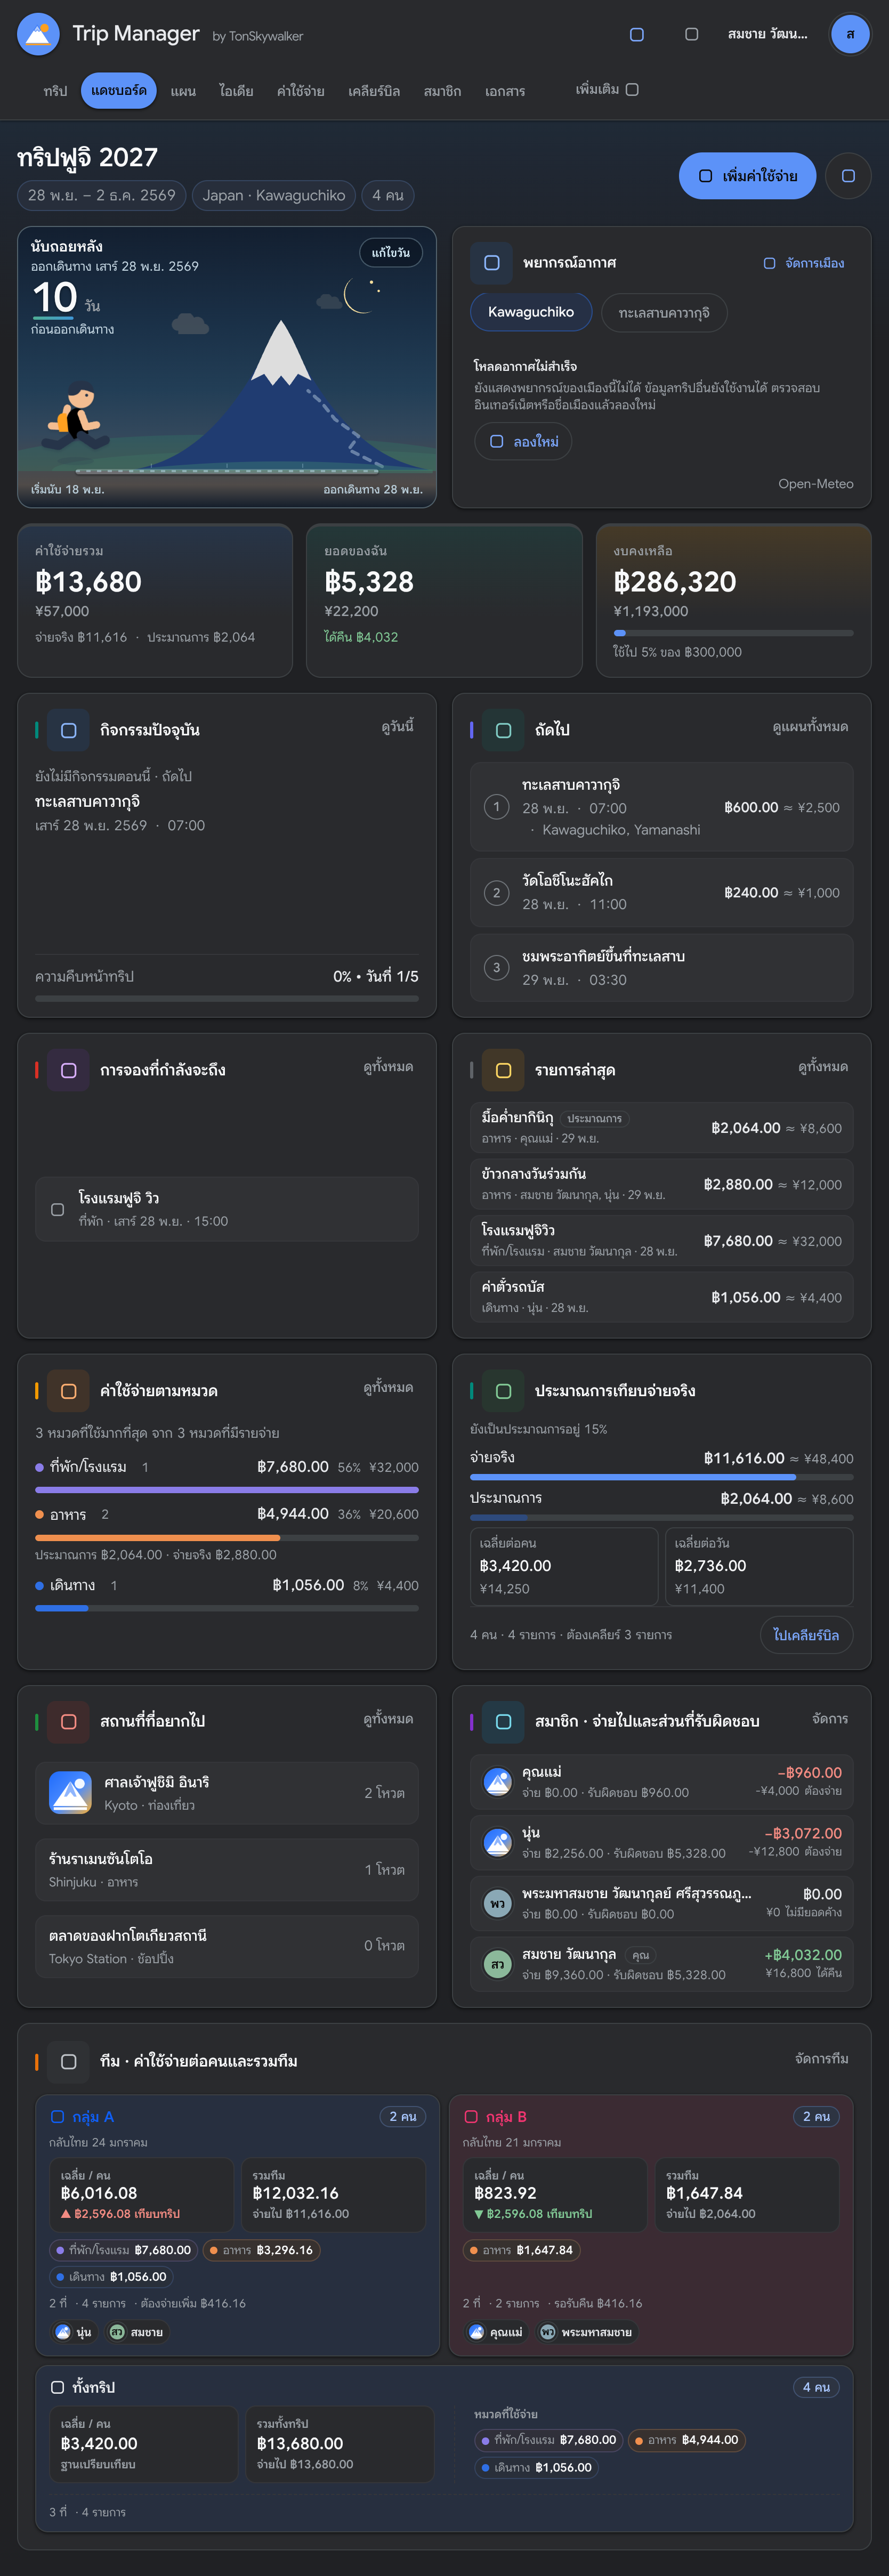 Trip Manager by TonSkywalker
สมชาย วัฒน... ส
ทริป แดชบอร์ด แผน ไอเดีย ค่าใช้จ่าย เคลียร์บิล สมาชิก เอกสาร เพิ่มเติม
ทริปฟูจิ 2027
28 พ.ย. – 2 ธ.ค. 2569 Japan · Kawaguchiko 4 คน
เพิ่มค่าใช้จ่าย
นับถอยหลัง
ออกเดินทาง เสาร์ 28 พ.ย. 2569
แก้ไขวัน
10 วัน
ก่อนออกเดินทาง
เริ่มนับ 18 พ.ย. ออกเดินทาง 28 พ.ย.
พยากรณ์อากาศ จัดการเมือง
Kawaguchiko ทะเลสาบคาวากุจิ
โหลดอากาศไม่สำเร็จ
ยังแสดงพยากรณ์ของเมืองนี้ไม่ได้ ข้อมูลทริปอื่นยังใช้งานได้ ตรวจสอบ
อินเทอร์เน็ตหรือชื่อเมืองแล้วลองใหม่
ลองใหม่
Open-Meteo
ค่าใช้จ่ายรวม
฿13,680
¥57,000
จ่ายจริง ฿11,616 · ประมาณการ ฿2,064
ยอดของฉัน
฿5,328
¥22,200
ได้คืน ฿4,032
งบคงเหลือ
฿286,320
¥1,193,000
ใช้ไป 5% ของ ฿300,000
กิจกรรมปัจจุบัน ดูวันนี้
ยังไม่มีกิจกรรมตอนนี้ · ถัดไป
ทะเลสาบคาวากุจิ
เสาร์ 28 พ.ย. 2569 · 07:00
ความคืบหน้าทริป 0% • วันที่ 1/5
ถัดไป ดูแผนทั้งหมด
1 ทะเลสาบคาวากุจิ
28 พ.ย. · 07:00
· Kawaguchiko, Yamanashi
฿600.00 ≈ ¥2,500
2 วัดโอชิโนะฮัคไก
28 พ.ย. · 11:00
฿240.00 ≈ ¥1,000
3 ชมพระอาทิตย์ขึ้นที่ทะเลสาบ
29 พ.ย. · 03:30
การจองที่กำลังจะถึง ดูทั้งหมด
โรงแรมฟูจิ วิว
ที่พัก · เสาร์ 28 พ.ย. · 15:00
รายการล่าสุด ดูทั้งหมด
มื้อค่ำยากินิกุ ประมาณการ
อาหาร · คุณแม่ · 29 พ.ย.
฿2,064.00 ≈ ¥8,600
ข้าวกลางวันร่วมกัน
อาหาร · สมชาย วัฒนากุล, นุ่น · 29 พ.ย.
฿2,880.00 ≈ ¥12,000
โรงแรมฟูจิวิว
ที่พัก/โรงแรม · สมชาย วัฒนากุล · 28 พ.ย.
฿7,680.00 ≈ ¥32,000
ค่าตั๋วรถบัส
เดินทาง · นุ่น · 28 พ.ย.
฿1,056.00 ≈ ¥4,400
ค่าใช้จ่ายตามหมวด ดูทั้งหมด
3 หมวดที่ใช้มากที่สุด จาก 3 หมวดที่มีรายจ่าย
ที่พัก/โรงแรม 1 ฿7,680.00 56% ¥32,000
อาหาร 2 ฿4,944.00 36% ¥20,600
ประมาณการ ฿2,064.00 · จ่ายจริง ฿2,880.00
เดินทาง 1 ฿1,056.00 8% ¥4,400
ประมาณการเทียบจ่ายจริง
ยังเป็นประมาณการอยู่ 15%
จ่ายจริง ฿11,616.00 ≈ ¥48,400
ประมาณการ ฿2,064.00 ≈ ¥8,600
เฉลี่ยต่อคน
฿3,420.00
¥14,250
เฉลี่ยต่อวัน
฿2,736.00
¥11,400
4 คน · 4 รายการ · ต้องเคลียร์ 3 รายการ ไปเคลียร์บิล
สถานที่ที่อยากไป ดูทั้งหมด
ศาลเจ้าฟูชิมิ อินาริ
Kyoto · ท่องเที่ยว
2 โหวต
ร้านราเมนซันโตโอ
Shinjuku · อาหาร
1 โหวต
ตลาดของฝากโตเกียวสถานี
Tokyo Station · ช้อปปิ้ง
0 โหวต
สมาชิก · จ่ายไปและส่วนที่รับผิดชอบ จัดการ
คุณแม่ −฿960.00
จ่าย ฿0.00 · รับผิดชอบ ฿960.00 -¥4,000 ต้องจ่าย
นุ่น −฿3,072.00
จ่าย ฿2,256.00 · รับผิดชอบ ฿5,328.00 -¥12,800 ต้องจ่าย
พว พระมหาสมชาย วัฒนากุลย์ ศรีสุวรรณภู... ฿0.00
จ่าย ฿0.00 · รับผิดชอบ ฿0.00 ¥0 ไม่มียอดค้าง
สว สมชาย วัฒนากุล คุณ +฿4,032.00
จ่าย ฿9,360.00 · รับผิดชอบ ฿5,328.00 ¥16,800 ได้คืน
ทีม · ค่าใช้จ่ายต่อคนและรวมทีม จัดการทีม
กลุ่ม A 2 คน
กลับไทย 24 มกราคม
เฉลี่ย / คน
฿6,016.08
▲ ฿2,596.08 เทียบทริป
รวมทีม
฿12,032.16
จ่ายไป ฿11,616.00
ที่พัก/โรงแรม ฿7,680.00 อาหาร ฿3,296.16
เดินทาง ฿1,056.00
2 ที่ · 4 รายการ · ต้องจ่ายเพิ่ม ฿416.16
นุ่น สว สมชาย
กลุ่ม B 2 คน
กลับไทย 21 มกราคม
เฉลี่ย / คน
฿823.92
▼ ฿2,596.08 เทียบทริป
รวมทีม
฿1,647.84
จ่ายไป ฿2,064.00
อาหาร ฿1,647.84
2 ที่ · 2 รายการ · รอรับคืน ฿416.16
คุณแม่ พว พระมหาสมชาย
ทั้งทริป 4 คน
เฉลี่ย / คน
฿3,420.00
ฐานเปรียบเทียบ
รวมทั้งทริป
฿13,680.00
จ่ายไป ฿13,680.00
หมวดที่ใช้จ่าย
ที่พัก/โรงแรม ฿7,680.00 อาหาร ฿4,944.00
เดินทาง ฿1,056.00
3 ที่ · 4 รายการ